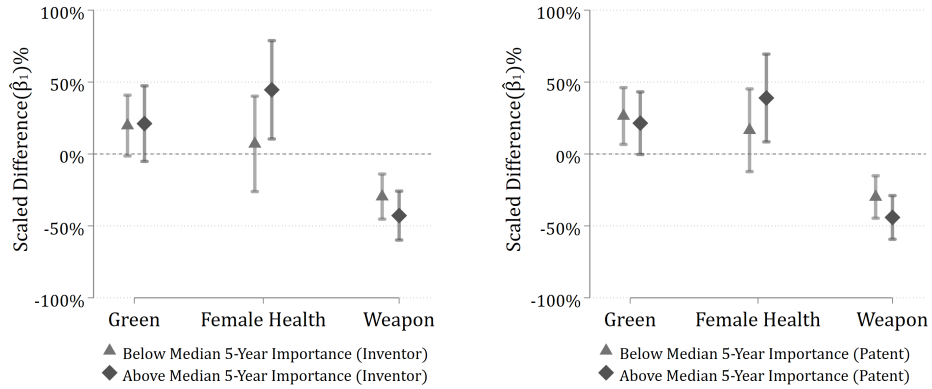 100%
50%
0%
-50%
-100%
Scaled Difference(β̂₁)%
Green Female Health Weapon
Below Median 5-Year Importance (Inventor)
Above Median 5-Year Importance (Inventor)
100%
50%
0%
-50%
-100%
Scaled Difference(β̂₁)%
Green Female Health Weapon
Below Median 5-Year Importance (Patent)
Above Median 5-Year Importance (Patent)